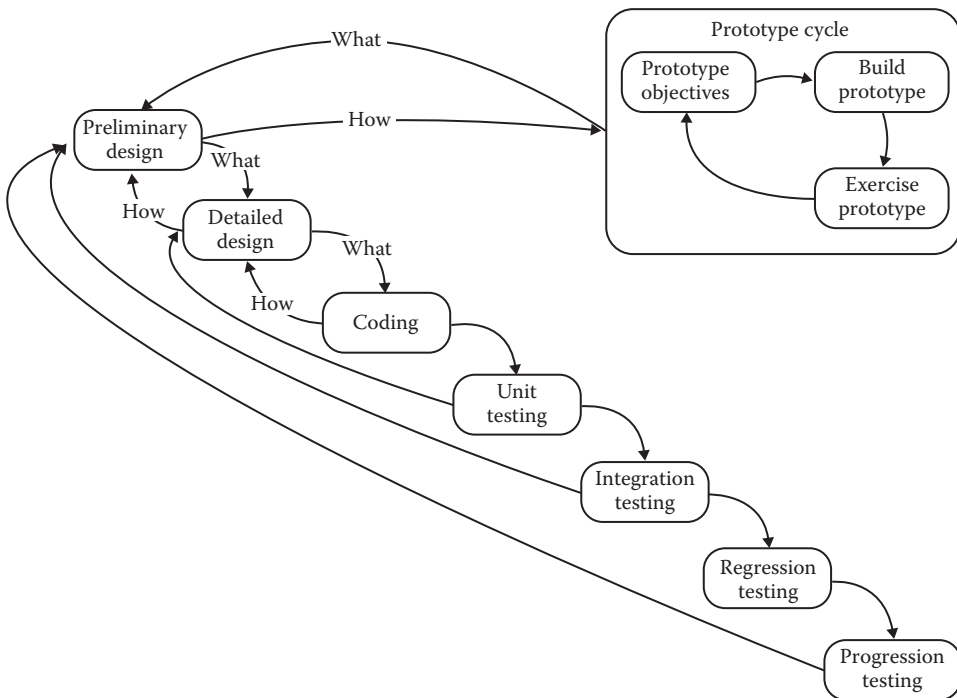 What
Prototype cycle
Prototype
objectives
Build
prototype
Exercise
prototype
Preliminary
design
How
What
How
Detailed
design
What
How
Coding
Unit
testing
Integration
testing
Regression
testing
Progression
testing